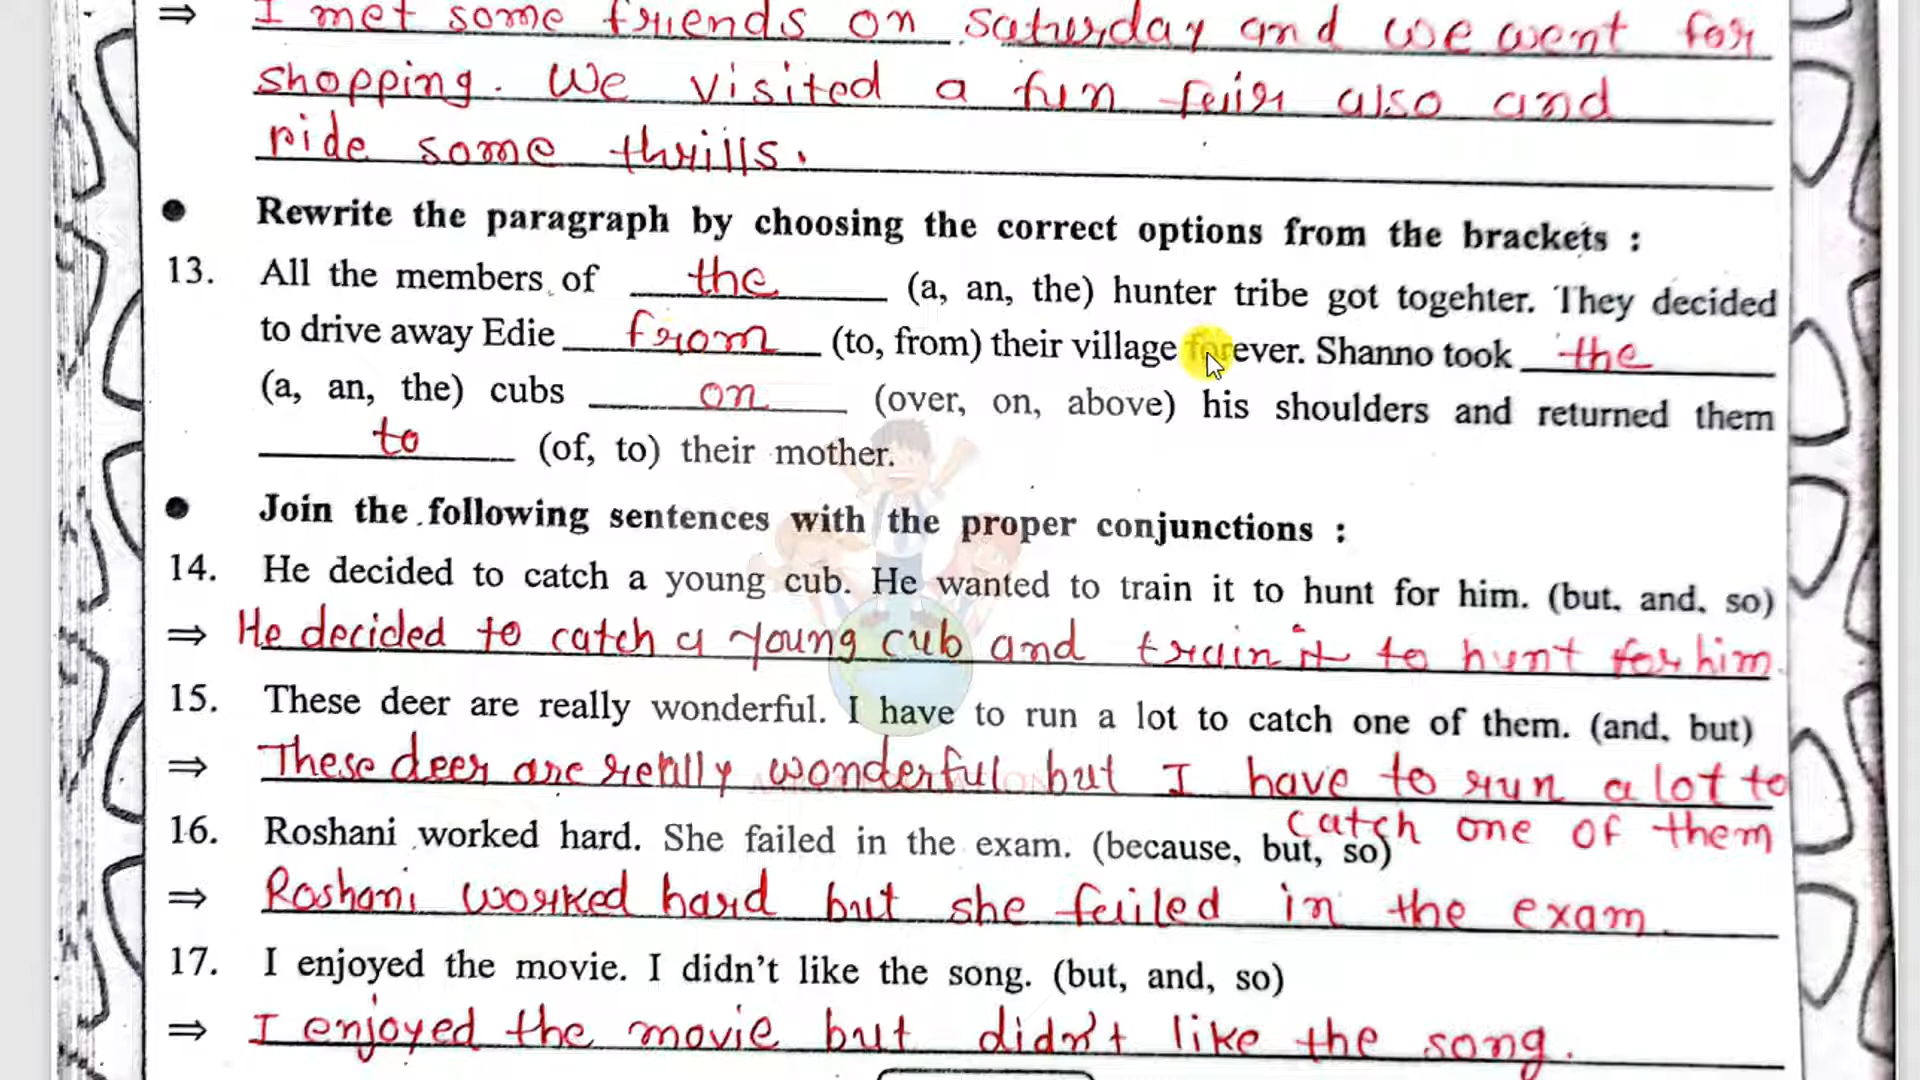 ⇒ I met some friends on saturday and we went for
shopping. We visited a fun fair also and
ride some thrills.
• Rewrite the paragraph by choosing the correct options from the brackets :
13. All the members of the (a, an, the) hunter tribe got togehter. They decided
to drive away Edie from (to, from) their village forever. Shanno took the
(a, an, the) cubs on (over, on, above) his shoulders and returned them
to (of, to) their mother.
• Join the following sentences with the proper conjunctions :
14. He decided to catch a young cub. He wanted to train it to hunt for him. (but, and, so)
⇒ He decided to catch a young cub and train it to hunt for him.
15. These deer are really wonderful. I have to run a lot to catch one of them. (and, but)
⇒ These deer are really wonderful but I have to run a lot to
catch one of them
16. Roshani worked hard. She failed in the exam. (because, but, so)
⇒ Roshani worked hard but she failed in the exam.
17. I enjoyed the movie. I didn't like the song. (but, and, so)
⇒ I enjoyed the movie but didn't like the song.